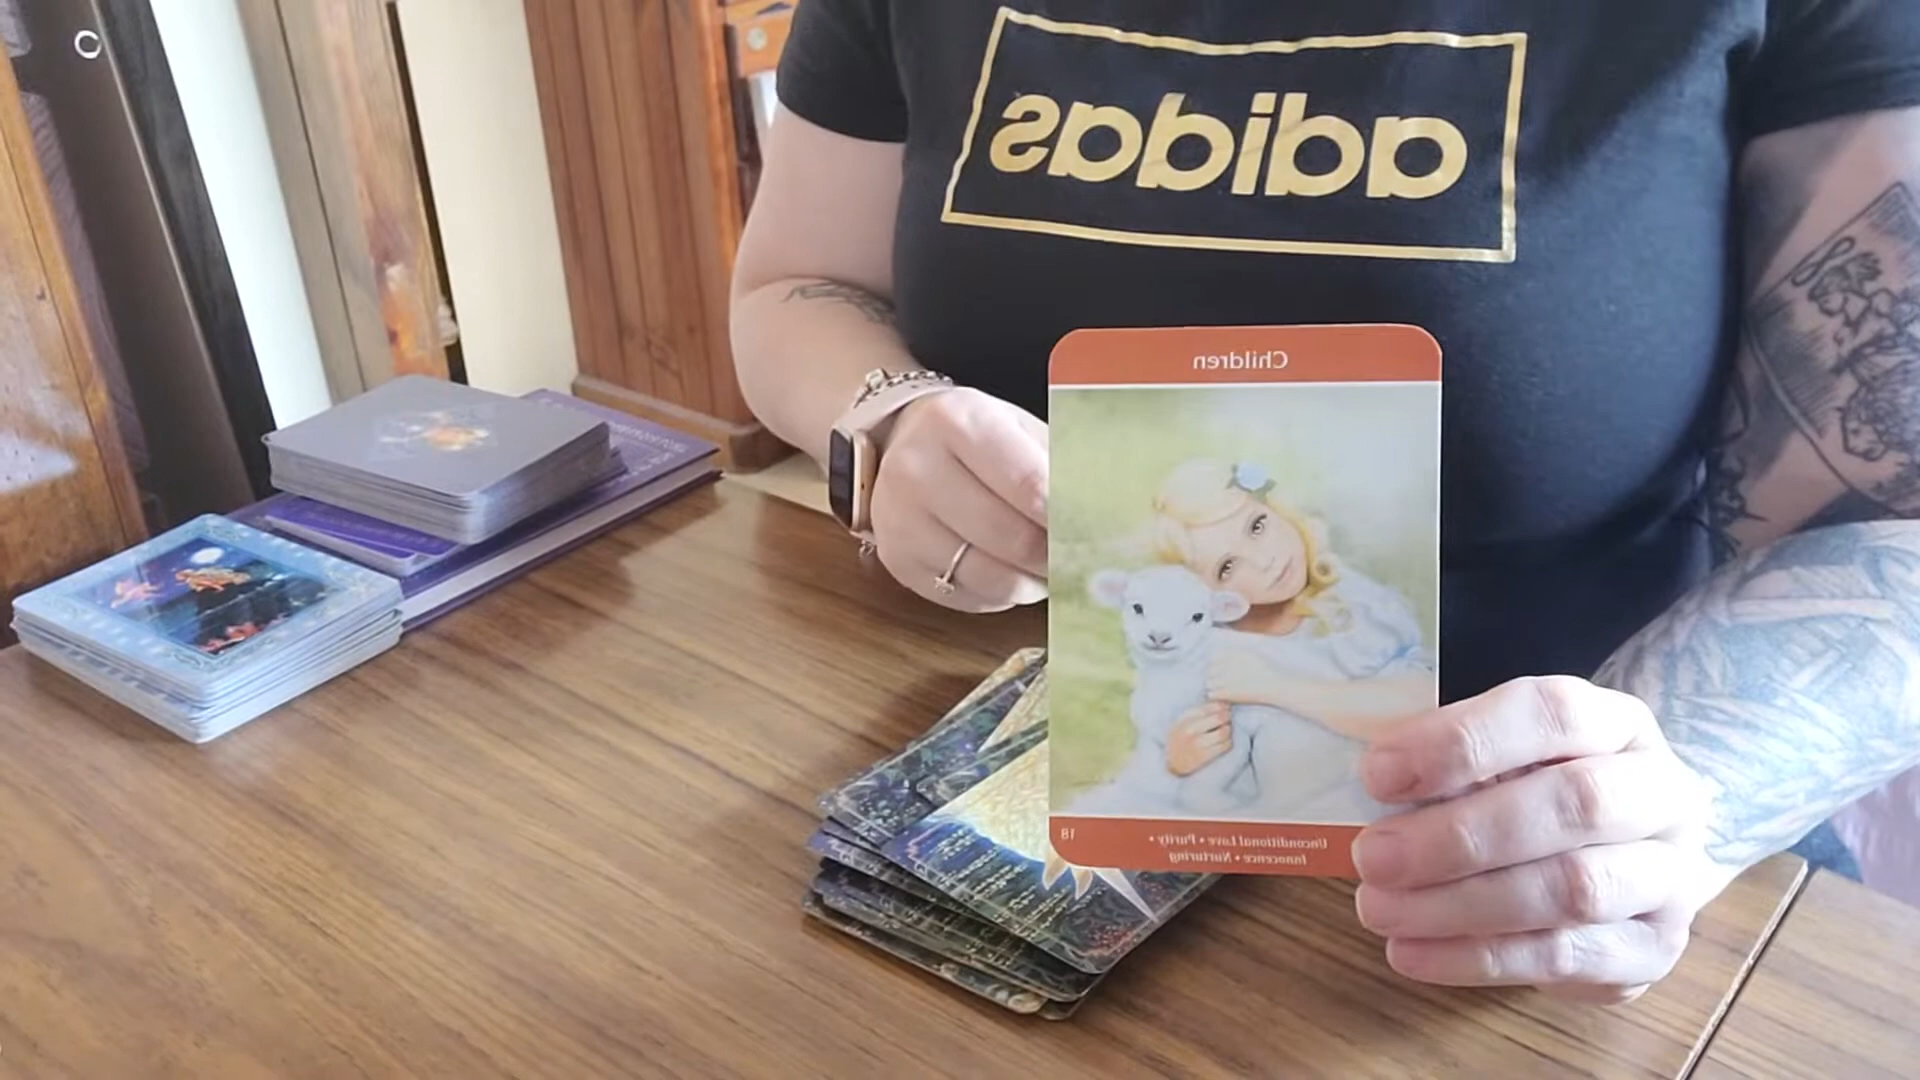 adidas
Children
18
Unconditional Love • Purity •
Innocence • Nurturing